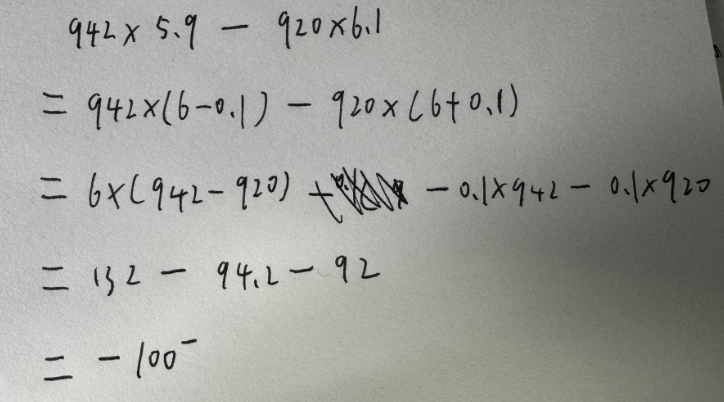 942×5.9 - 920×6.1
= 942×(6-0.1) - 920×(6+0.1)
= 6×(942-920) + - 0.1×942 - 0.1×920
= 132 - 94.2 - 92
= -100-